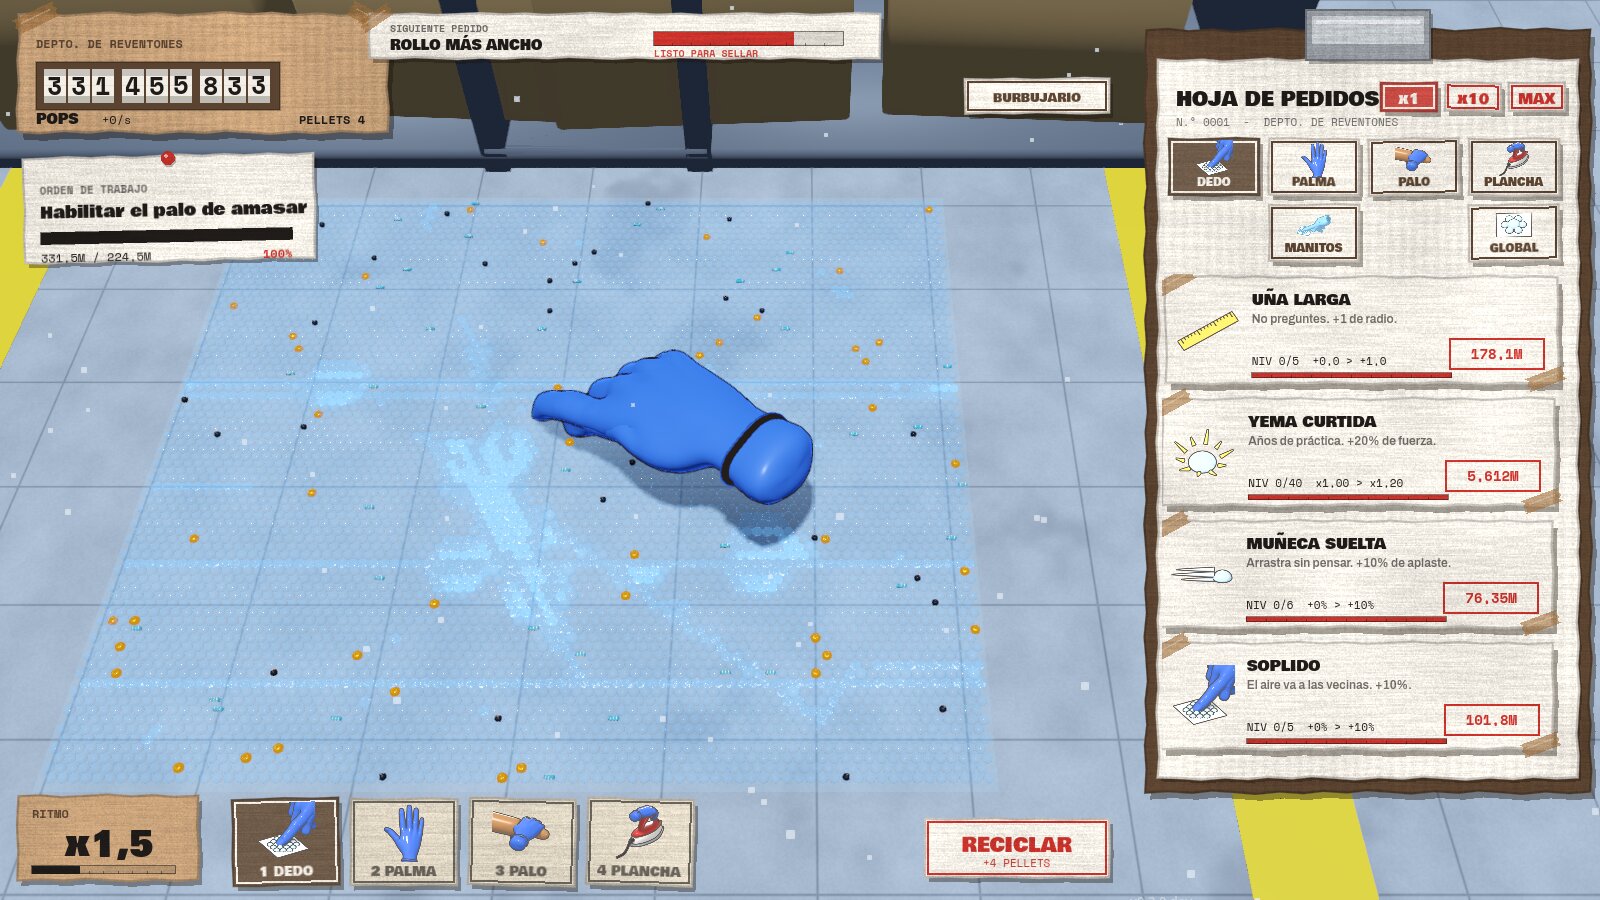 DEPTO. DE REVENTONES
331 455 833
POPS +0/s PELLETS 4
SIGUIENTE PEDIDO
ROLLO MÁS ANCHO
LISTO PARA SELLAR
BURBUJARIO
ORDEN DE TRABAJO
Habilitar el palo de amasar
331,5M / 224,5M 100%
HOJA DE PEDIDOS x1 x10 MAX
N.° 0001 - DEPTO. DE REVENTONES
DEDO PALMA PALO PLANCHA
MANITOS GLOBAL
UÑA LARGA
No preguntes. +1 de radio.
NIV 0/5 +0,0 > +1,0 178,1M
YEMA CURTIDA
Años de práctica. +20% de fuerza.
NIV 0/40 x1,00 > x1,20 5,612M
MUÑECA SUELTA
Arrastra sin pensar. +10% de aplaste.
NIV 0/6 +0% > +10% 76,35M
SOPLIDO
El aire va a las vecinas. +10%.
NIV 0/5 +0% > +10% 101,8M
RITMO
x1,5
1 DEDO 2 PALMA 3 PALO 4 PLANCHA
RECICLAR
+4 PELLETS